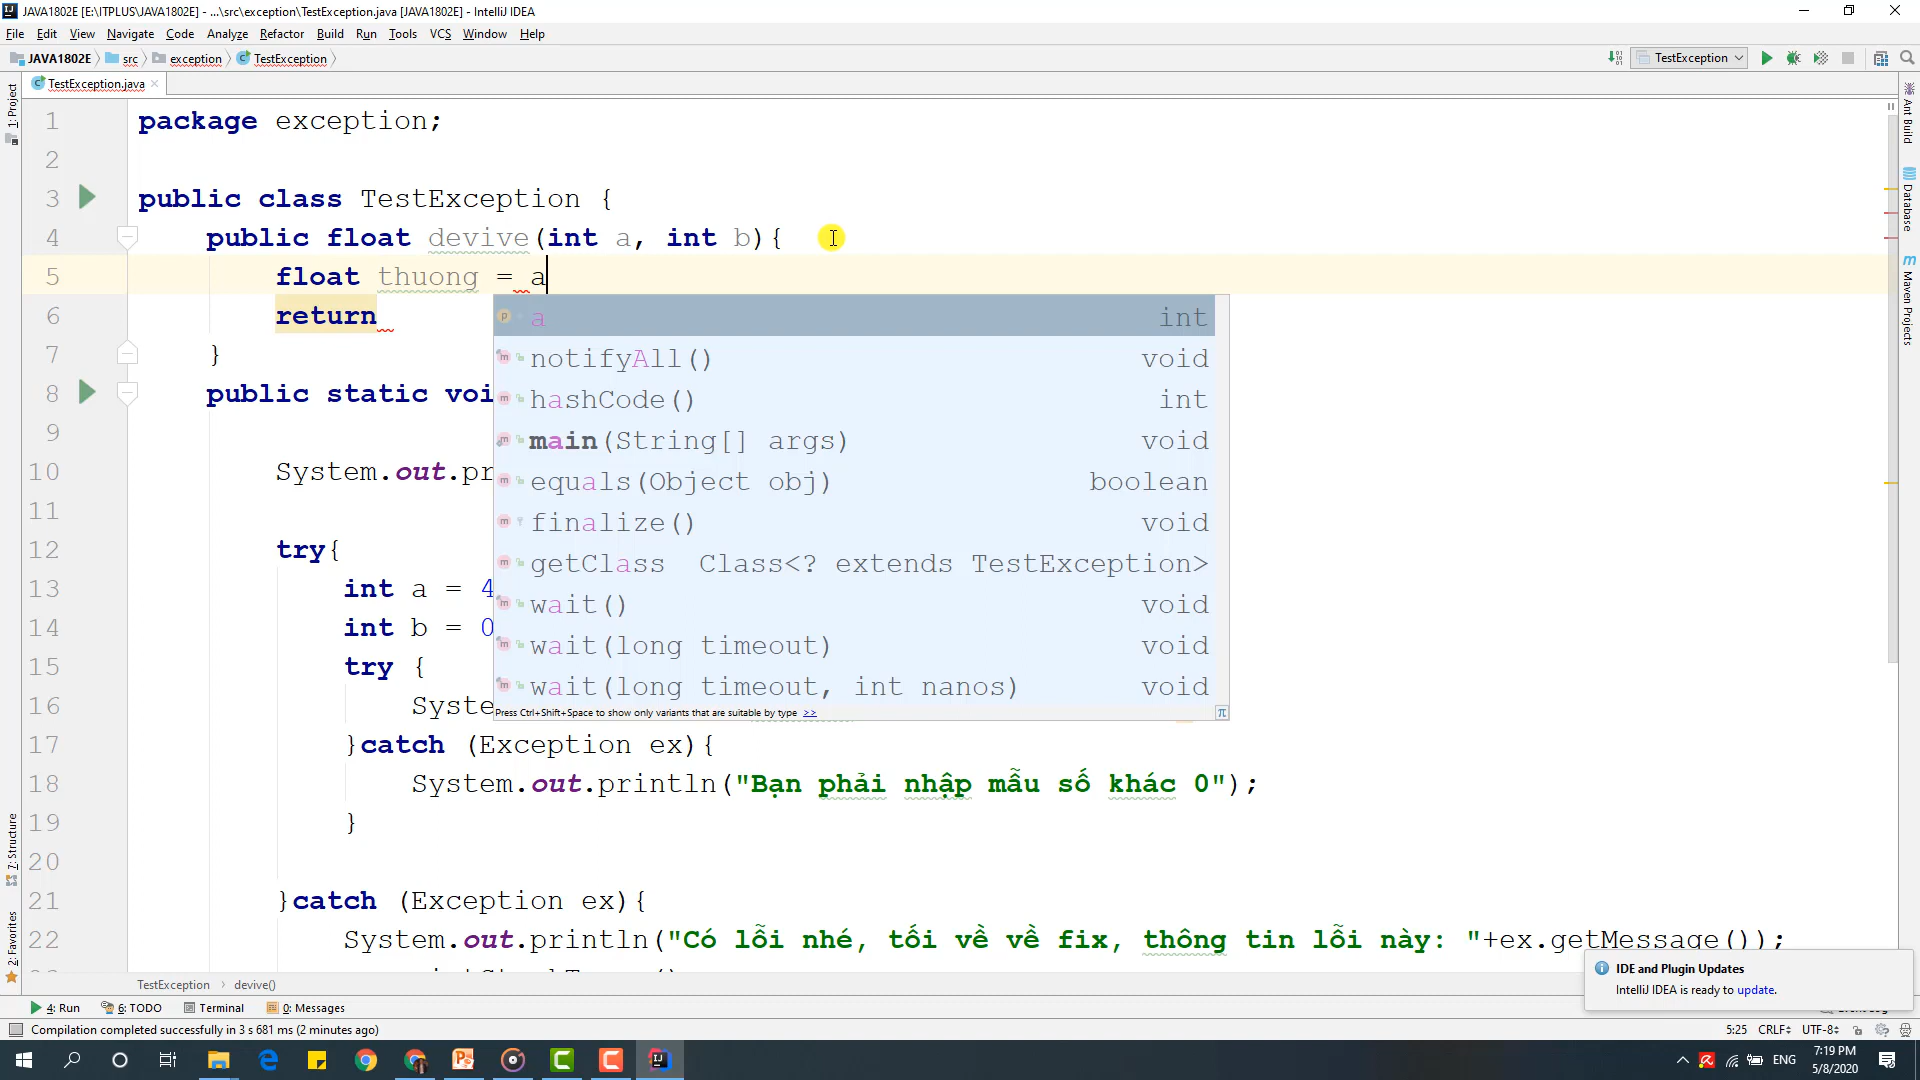 JAVA1802E [E:\ITPLUS\JAVA1802E] - ...\src\exception\TestException.java [JAVA1802E] - IntelliJ IDEA
File Edit View Navigate Code Analyze Refactor Build Run Tools VCS Window Help
JAVA1802E src exception TestException TestException
TestException.java
1: Project
7: Structure
2: Favorites
Ant Build
Database
Maven Projects
1 package exception;
2
3 public class TestException {
4 public float devive(int a, int b){
5 float thuong = a
6 return
7 }
8 public static voi
9
10 System.out.pr
11
12 try{
13 int a = 4
14 int b = 0
15 try {
16 Syste
17 }catch (Exception ex){
18 System.out.println("Bạn phải nhập mẫu số khác 0");
19 }
20
21 }catch (Exception ex){
22 System.out.println("Có lỗi nhé, tối về về fix, thông tin lỗi này: "+ex.getMessage());
a int
notifyAll() void
hashCode() int
main(String[] args) void
equals(Object obj) boolean
finalize() void
getClass Class<? extends TestException>
wait() void
wait(long timeout) void
wait(long timeout, int nanos) void
Press Ctrl+Shift+Space to show only variants that are suitable by type >> π
IDE and Plugin Updates
IntelliJ IDEA is ready to update.
TestException devive()
4: Run 6: TODO Terminal 0: Messages
Compilation completed successfully in 3 s 681 ms (2 minutes ago) 5:25 CRLF UTF-8
ENG 7:19 PM
5/8/2020